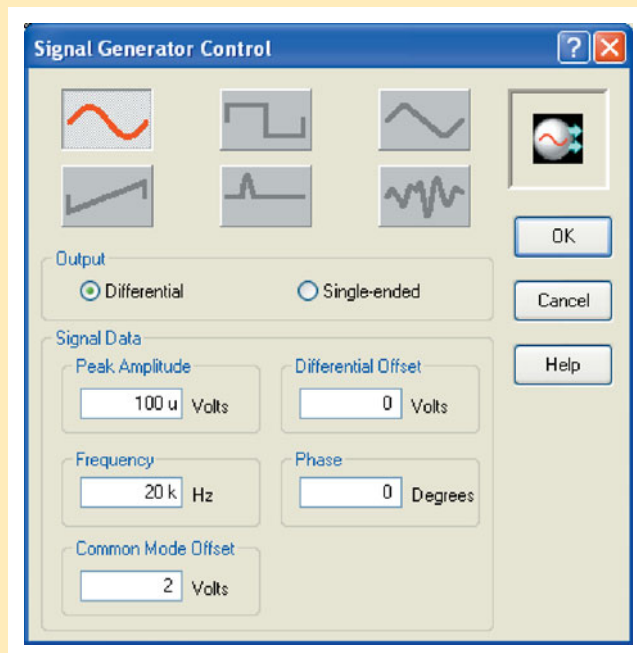 Signal Generator Control
Output
Differential
Single-ended
Signal Data
Peak Amplitude
100 u Volts
Differential Offset
0 Volts
Frequency
20 k Hz
Phase
0 Degrees
Common Mode Offset
2 Volts
OK
Cancel
Help